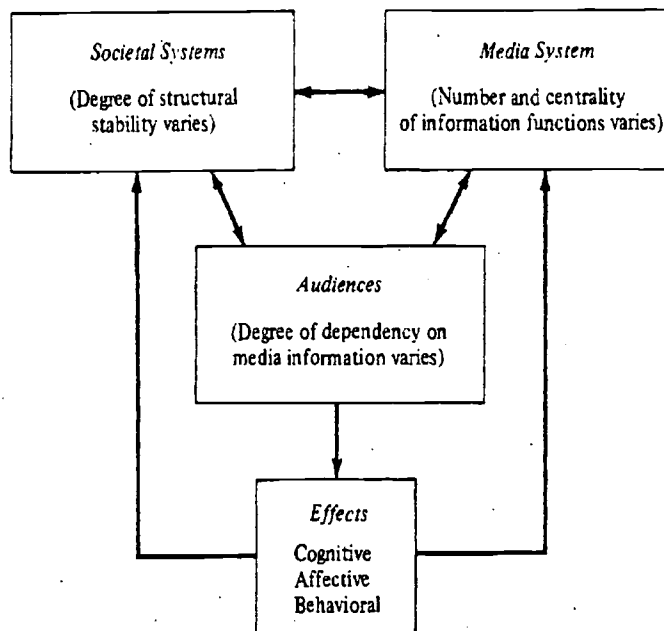 Societal Systems
(Degree of structural
stability varies)
Media System
(Number and centrality
of information functions varies)
Audiences
(Degree of dependency on
media information varies)
Effects
Cognitive
Affective
Behavioral